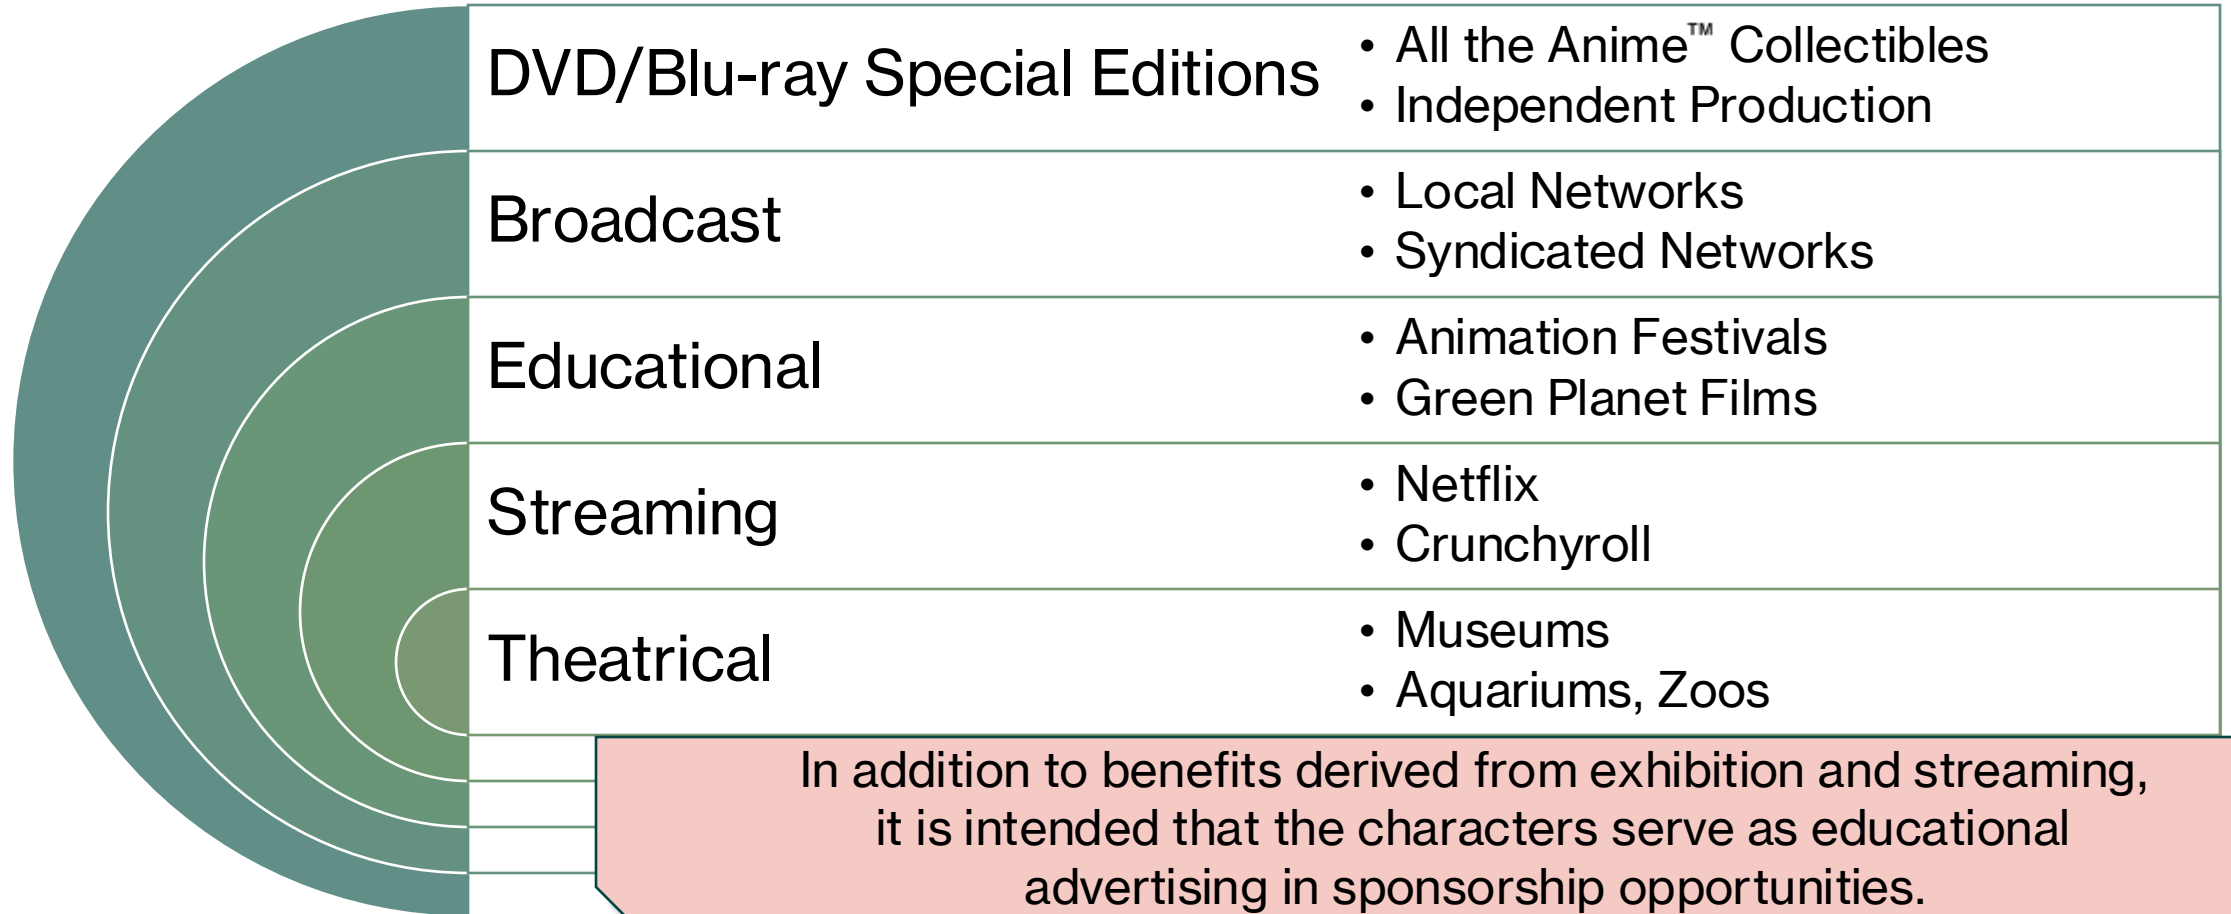 DVD/Blu-ray Special Editions
• All the Anime™ Collectibles
• Independent Production
Broadcast
• Local Networks
• Syndicated Networks
Educational
• Animation Festivals
• Green Planet Films
Streaming
• Netflix
• Crunchyroll
Theatrical
• Museums
• Aquariums, Zoos
In addition to benefits derived from exhibition and streaming,
it is intended that the characters serve as educational
advertising in sponsorship opportunities.